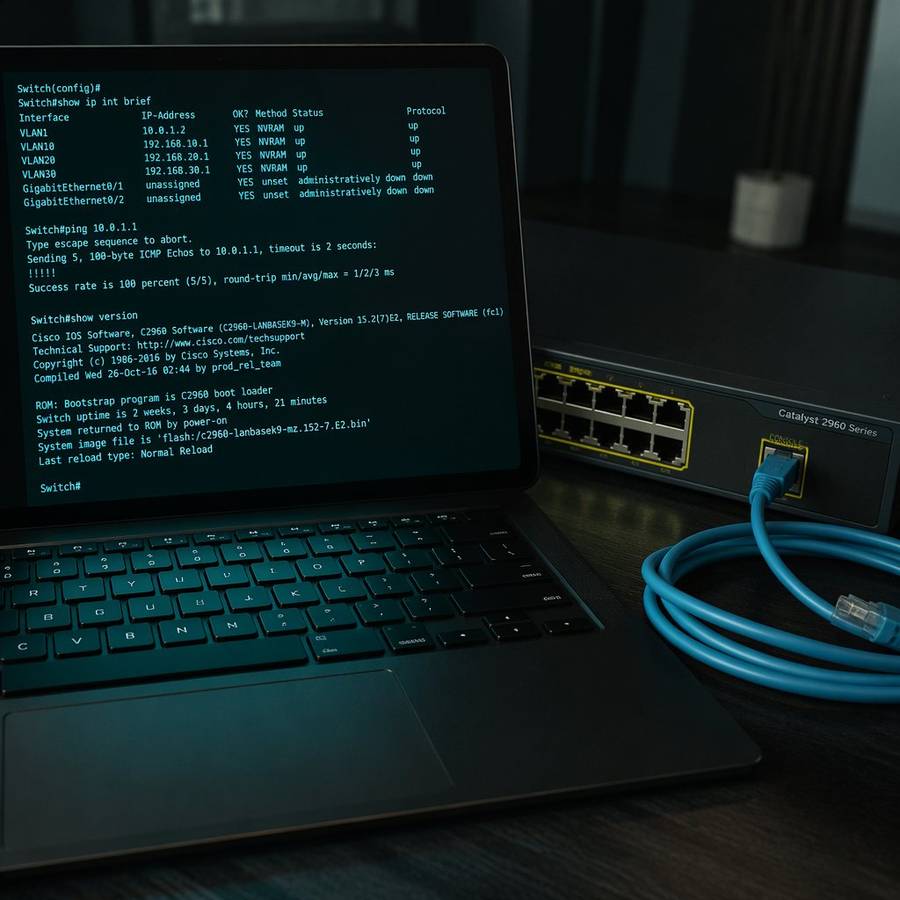 Switch(config)#
Switch#show ip int brief
Interface IP-Address OK? Method Status Protocol
VLAN1 10.0.1.2 YES NVRAM up up
VLAN10 192.168.10.1 YES NVRAM up up
VLAN20 192.168.20.1 YES NVRAM up up
VLAN30 192.168.30.1 YES NVRAM up up
GigabitEthernet0/1 unassigned YES unset administratively down down
GigabitEthernet0/2 unassigned YES unset administratively down down
Switch#ping 10.0.1.1
Type escape sequence to abort.
Sending 5, 100-byte ICMP Echos to 10.0.1.1, timeout is 2 seconds:
!!!!!
Success rate is 100 percent (5/5), round-trip min/avg/max = 1/2/3 ms
Switch#show version
Cisco IOS Software, C2960 Software (C2960-LANBASEK9-M), Version 15.2(7)E2, RELEASE SOFTWARE (fc1)
Technical Support: http://www.cisco.com/techsupport
Copyright (c) 1986-2016 by Cisco Systems, Inc.
Compiled Wed 26-Oct-16 02:44 by prod_rel_team
ROM: Bootstrap program is C2960 boot loader
Switch uptime is 2 weeks, 3 days, 4 hours, 21 minutes
System returned to ROM by power-on
System image file is 'flash:/c2960-lanbasek9-mz.152-7.E2.bin'
Last reload type: Normal Reload
Switch#
Catalyst 2960 Series
CONSOLE
R T Y U I O P
B G U H J K L
C V B N N